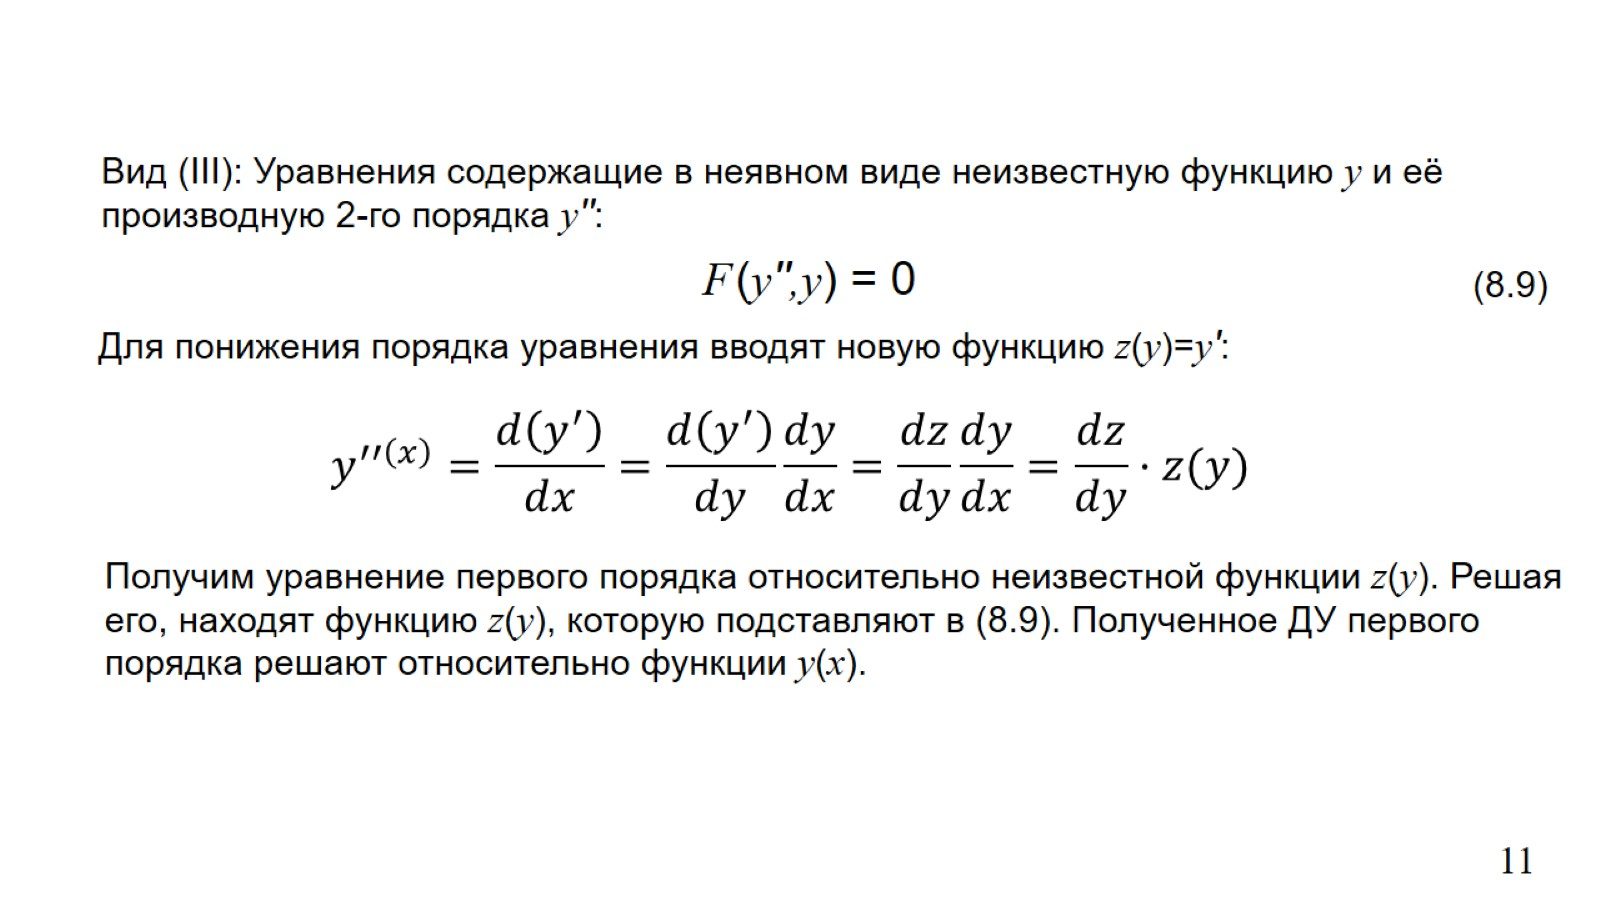 Вид (III): Уравнения содержащие в неявном виде неизвестную функцию y и её
производную 2-го порядка y″:
F(y″,y) = 0 (8.9)
Для понижения порядка уравнения вводят новую функцию z(y)=y′:
y′′^(x) = d(y′)/dx = d(y′)/dy dy/dx = dz/dy dy/dx = dz/dy · z(y)
Получим уравнение первого порядка относительно неизвестной функции z(y). Решая
его, находят функцию z(y), которую подставляют в (8.9). Полученное ДУ первого
порядка решают относительно функции y(x).
11